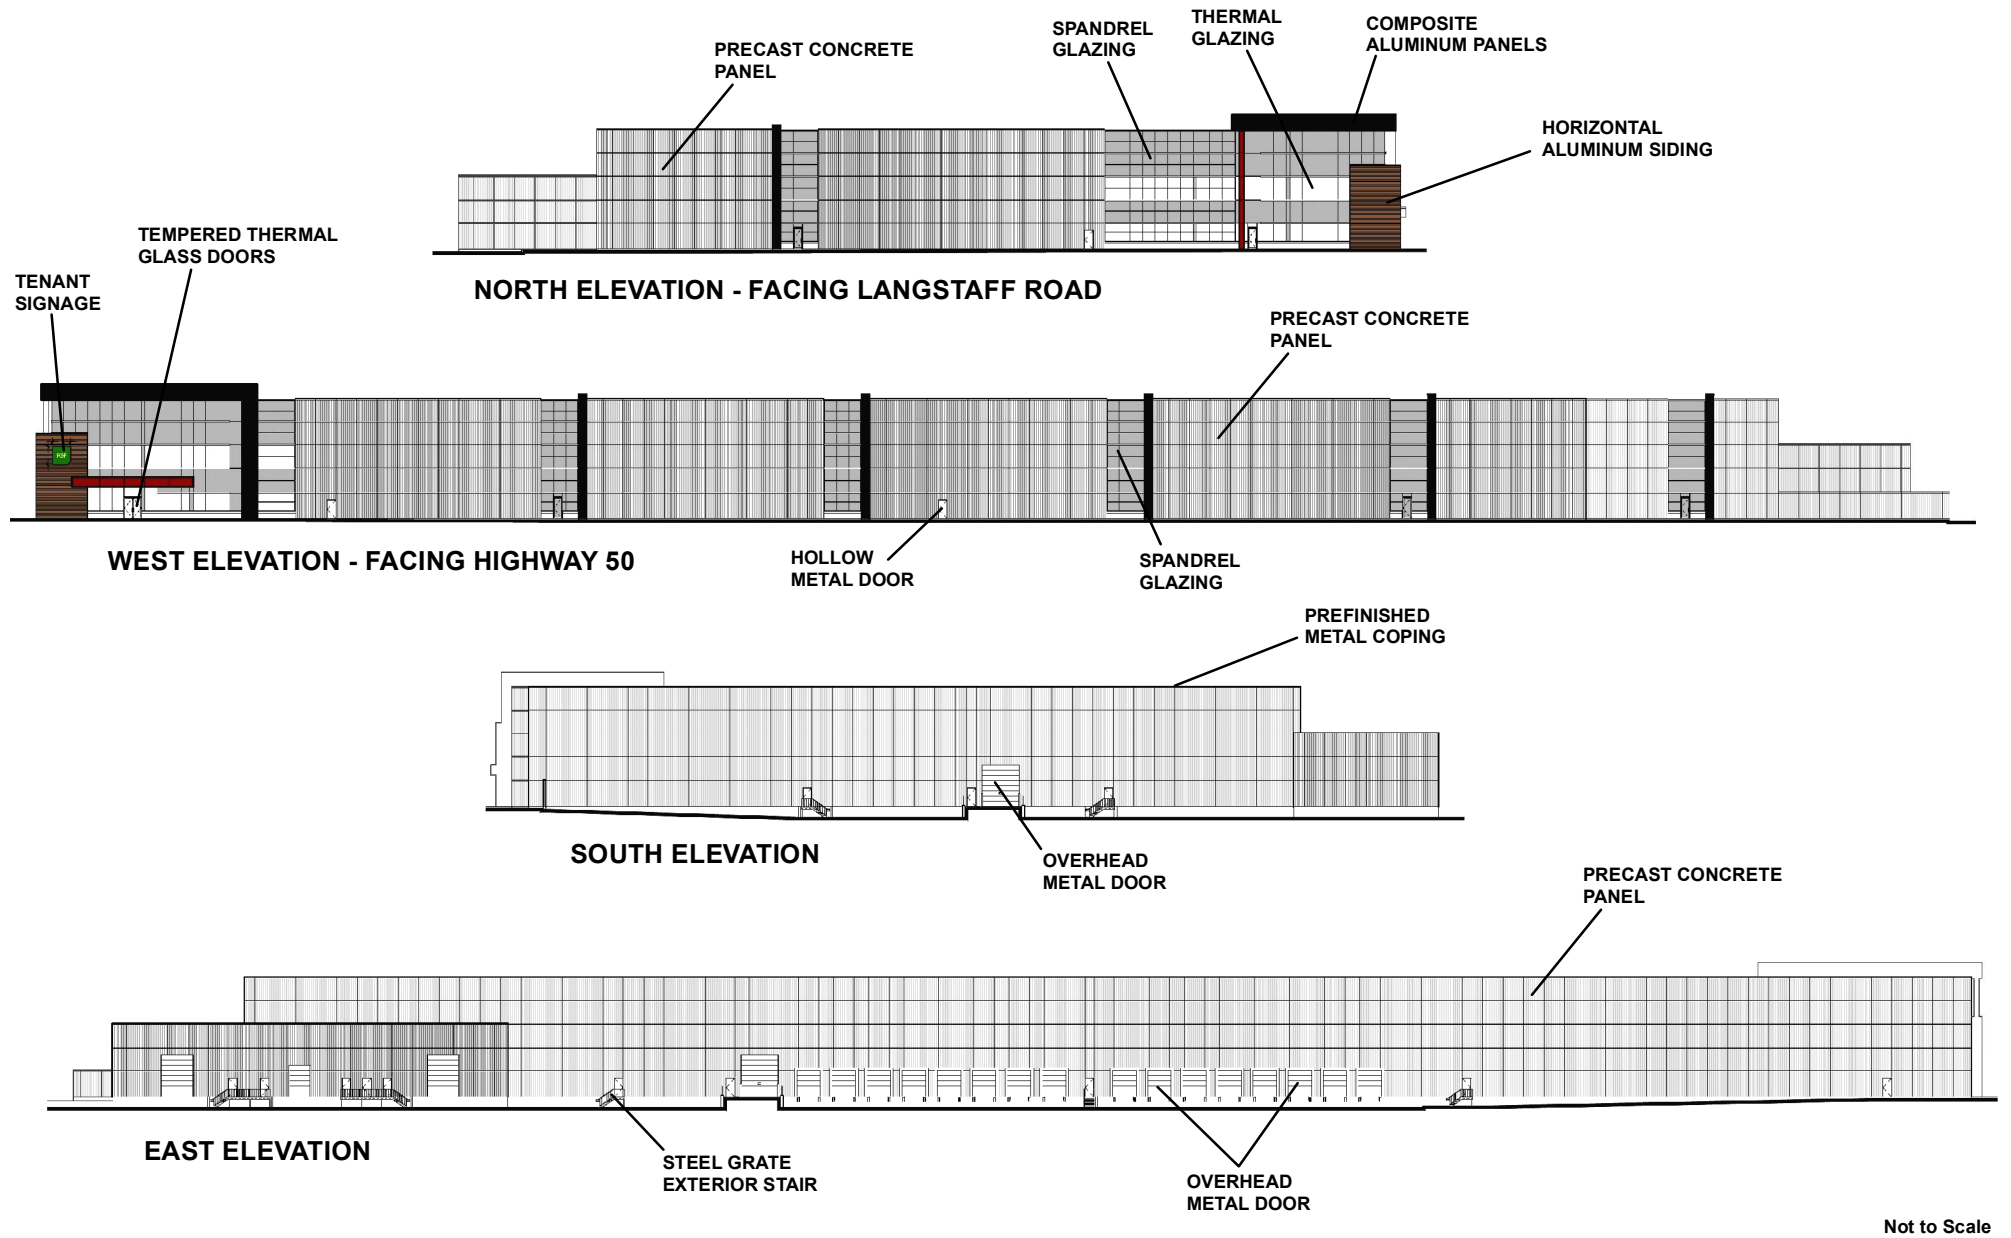 SPANDREL
GLAZING
THERMAL
GLAZING
COMPOSITE
ALUMINUM PANELS
PRECAST CONCRETE
PANEL
HORIZONTAL
ALUMINUM SIDING
TEMPERED THERMAL
GLASS DOORS
TENANT
SIGNAGE
NORTH ELEVATION - FACING LANGSTAFF ROAD
PRECAST CONCRETE
PANEL
FGF
WEST ELEVATION - FACING HIGHWAY 50
HOLLOW
METAL DOOR
SPANDREL
GLAZING
PREFINISHED
METAL COPING
SOUTH ELEVATION
OVERHEAD
METAL DOOR
PRECAST CONCRETE
PANEL
EAST ELEVATION
STEEL GRATE
EXTERIOR STAIR
OVERHEAD
METAL DOOR
Not to Scale